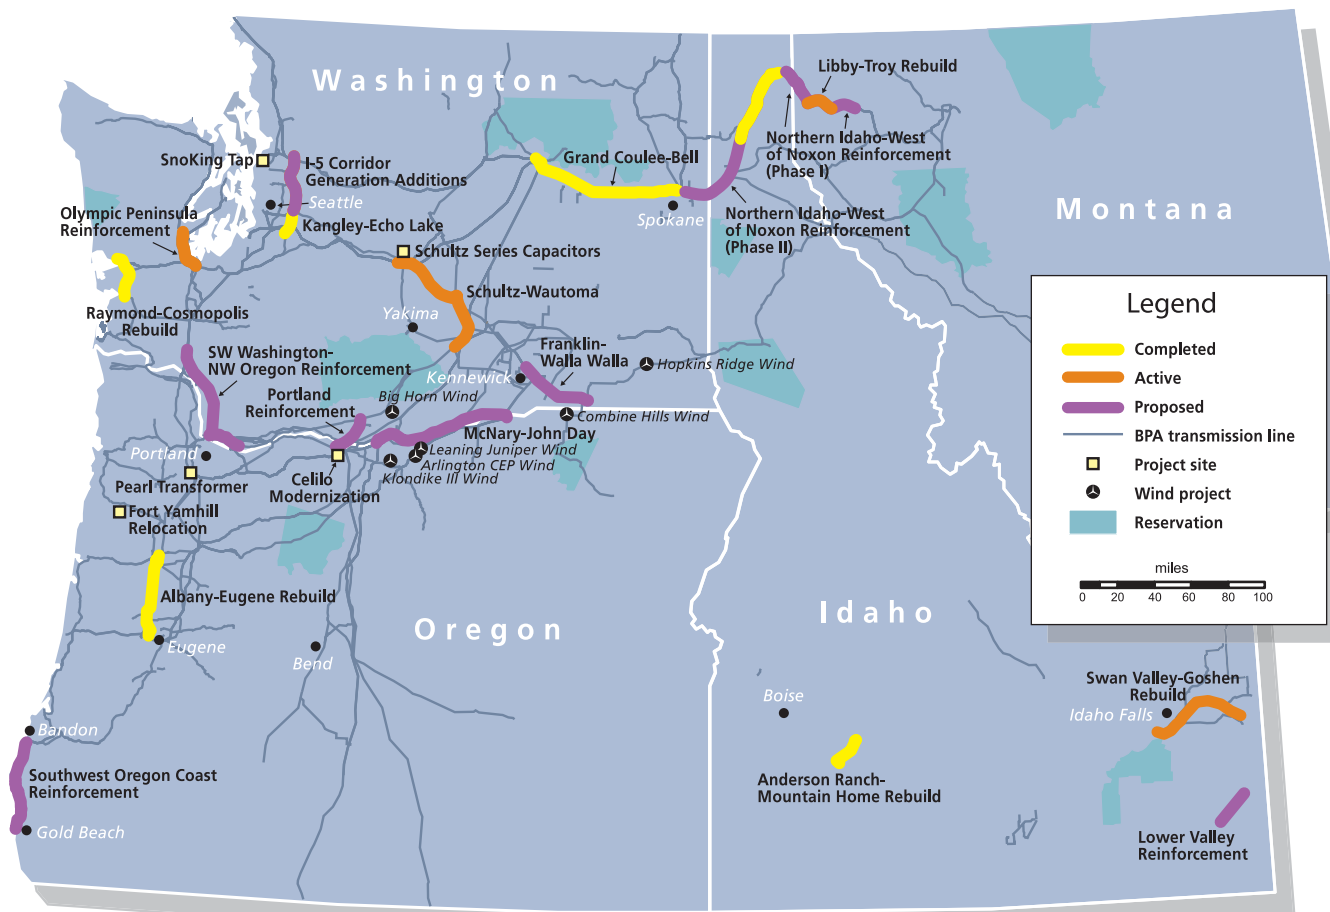 Washington
Libby-Troy Rebuild
SnoKing Tap
I-5 Corridor
Generation Additions
Grand Coulee-Bell
Northern Idaho-West
of Noxon Reinforcement
(Phase I)
Seattle
Olympic Peninsula
Reinforcement
Kangley-Echo Lake
Spokane
Northern Idaho-West
of Noxon Reinforcement
(Phase II)
Montana
Schultz Series Capacitors
Schultz-Wautoma
Raymond-Cosmopolis
Rebuild
Yakima
SW Washington-
NW Oregon Reinforcement
Franklin-
Walla Walla
Hopkins Ridge Wind
Kennewick
Portland
Reinforcement
Big Horn Wind
Combine Hills Wind
McNary-John Day
Leaning Juniper Wind
Arlington CEP Wind
Klondike III Wind
Portland
Pearl Transformer
Celilo
Modernization
Fort Yamhill
Relocation
Albany-Eugene Rebuild
Eugene
Oregon
Bend
Idaho
Boise
Bandon
Southwest Oregon Coast
Reinforcement
Gold Beach
Anderson Ranch-
Mountain Home Rebuild
Swan Valley-Goshen
Rebuild
Idaho Falls
Lower Valley
Reinforcement
Legend
Completed
Active
Proposed
BPA transmission line
Project site
Wind project
Reservation
miles
0 20 40 60 80 100